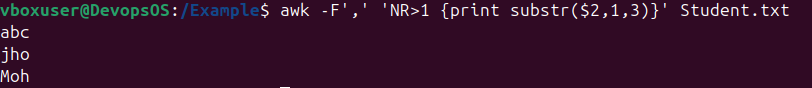 vboxuser@DevopsOS:/Example$ awk -F',' 'NR>1 {print substr($2,1,3)}' Student.txt
abc
jho
Moh